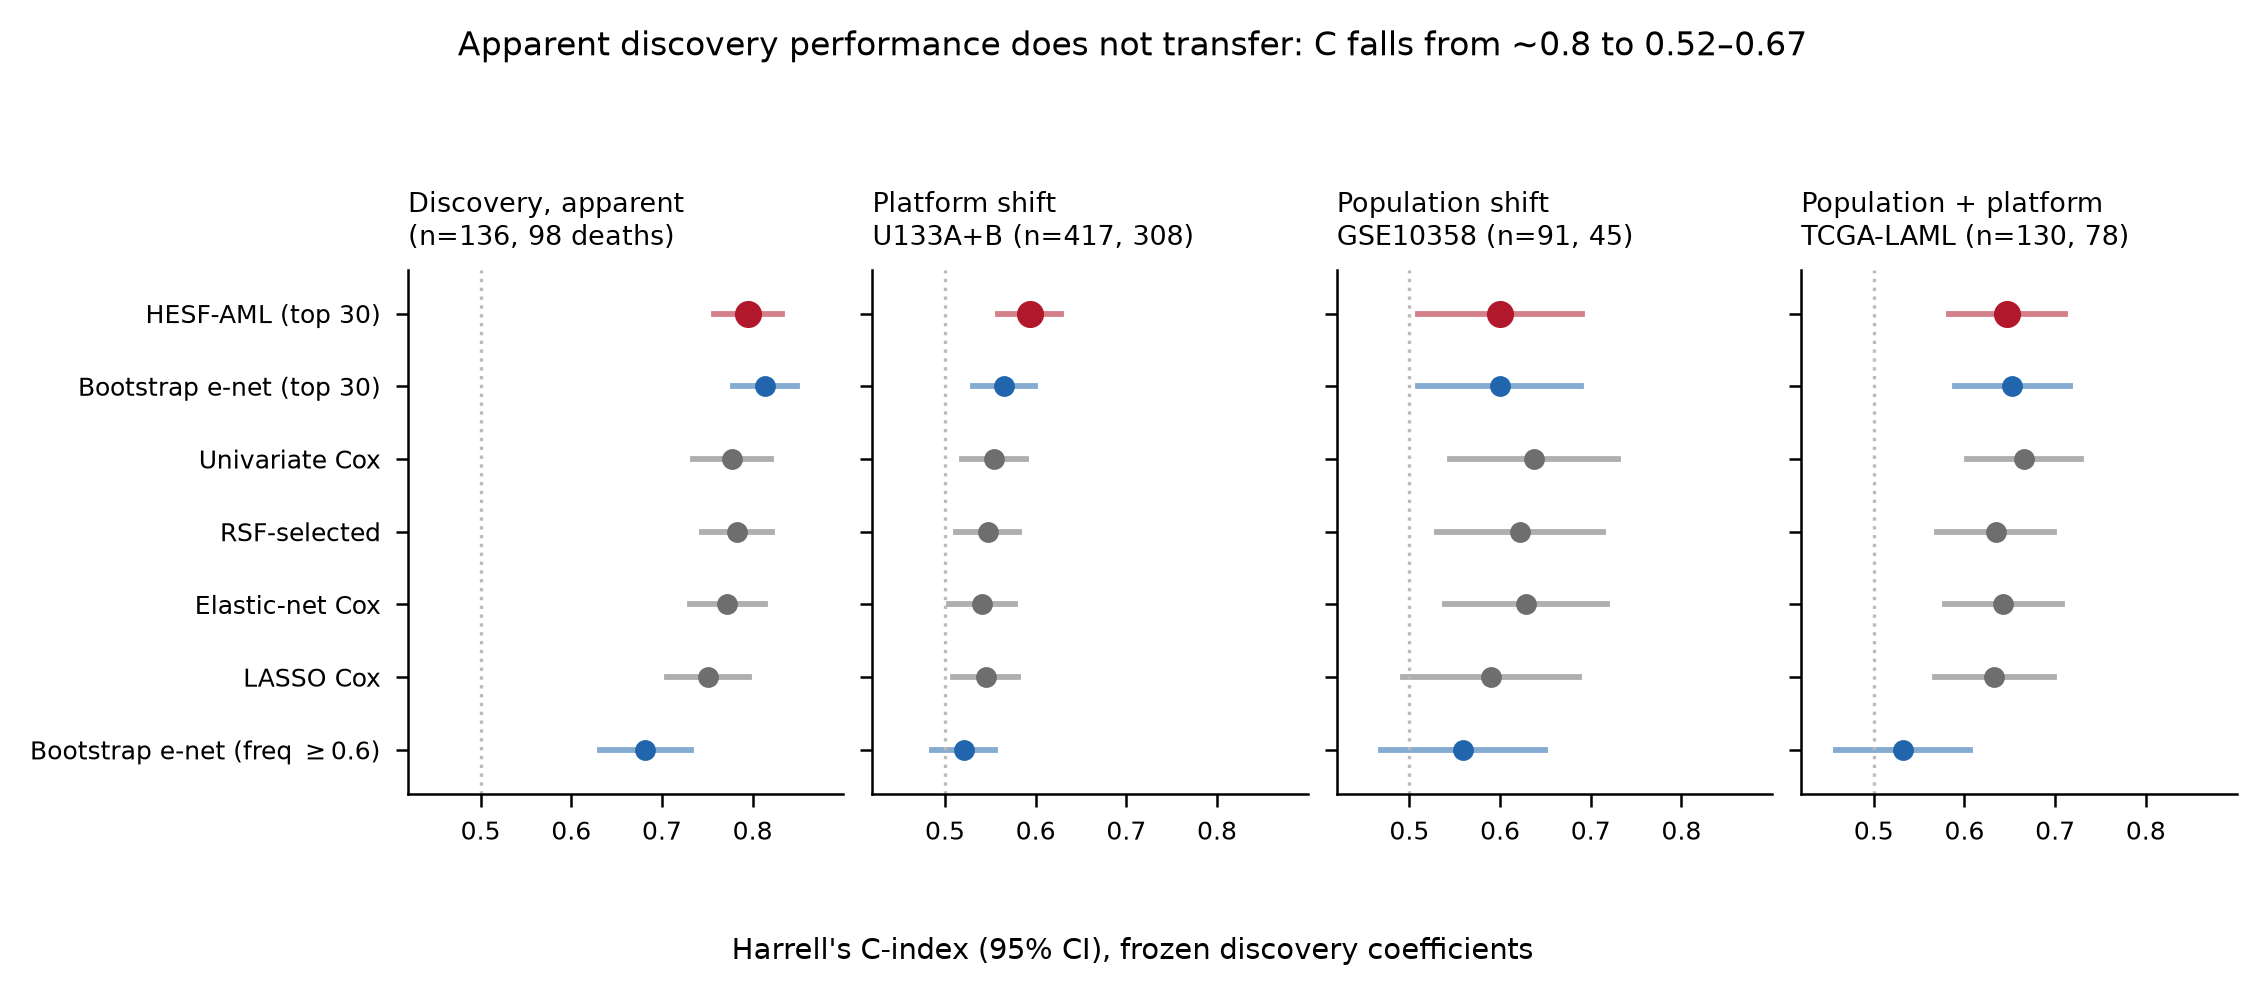 Apparent discovery performance does not transfer: C falls from ~0.8 to 0.52–0.67
Discovery, apparent
(n=136, 98 deaths)
Platform shift
U133A+B (n=417, 308)
Population shift
GSE10358 (n=91, 45)
Population + platform
TCGA-LAML (n=130, 78)
HESF-AML (top 30)
Bootstrap e-net (top 30)
Univariate Cox
RSF-selected
Elastic-net Cox
LASSO Cox
Bootstrap e-net (freq ≥0.6)
0.5 0.6 0.7 0.8
0.5 0.6 0.7 0.8
0.5 0.6 0.7 0.8
0.5 0.6 0.7 0.8
Harrell's C-index (95% CI), frozen discovery coefficients